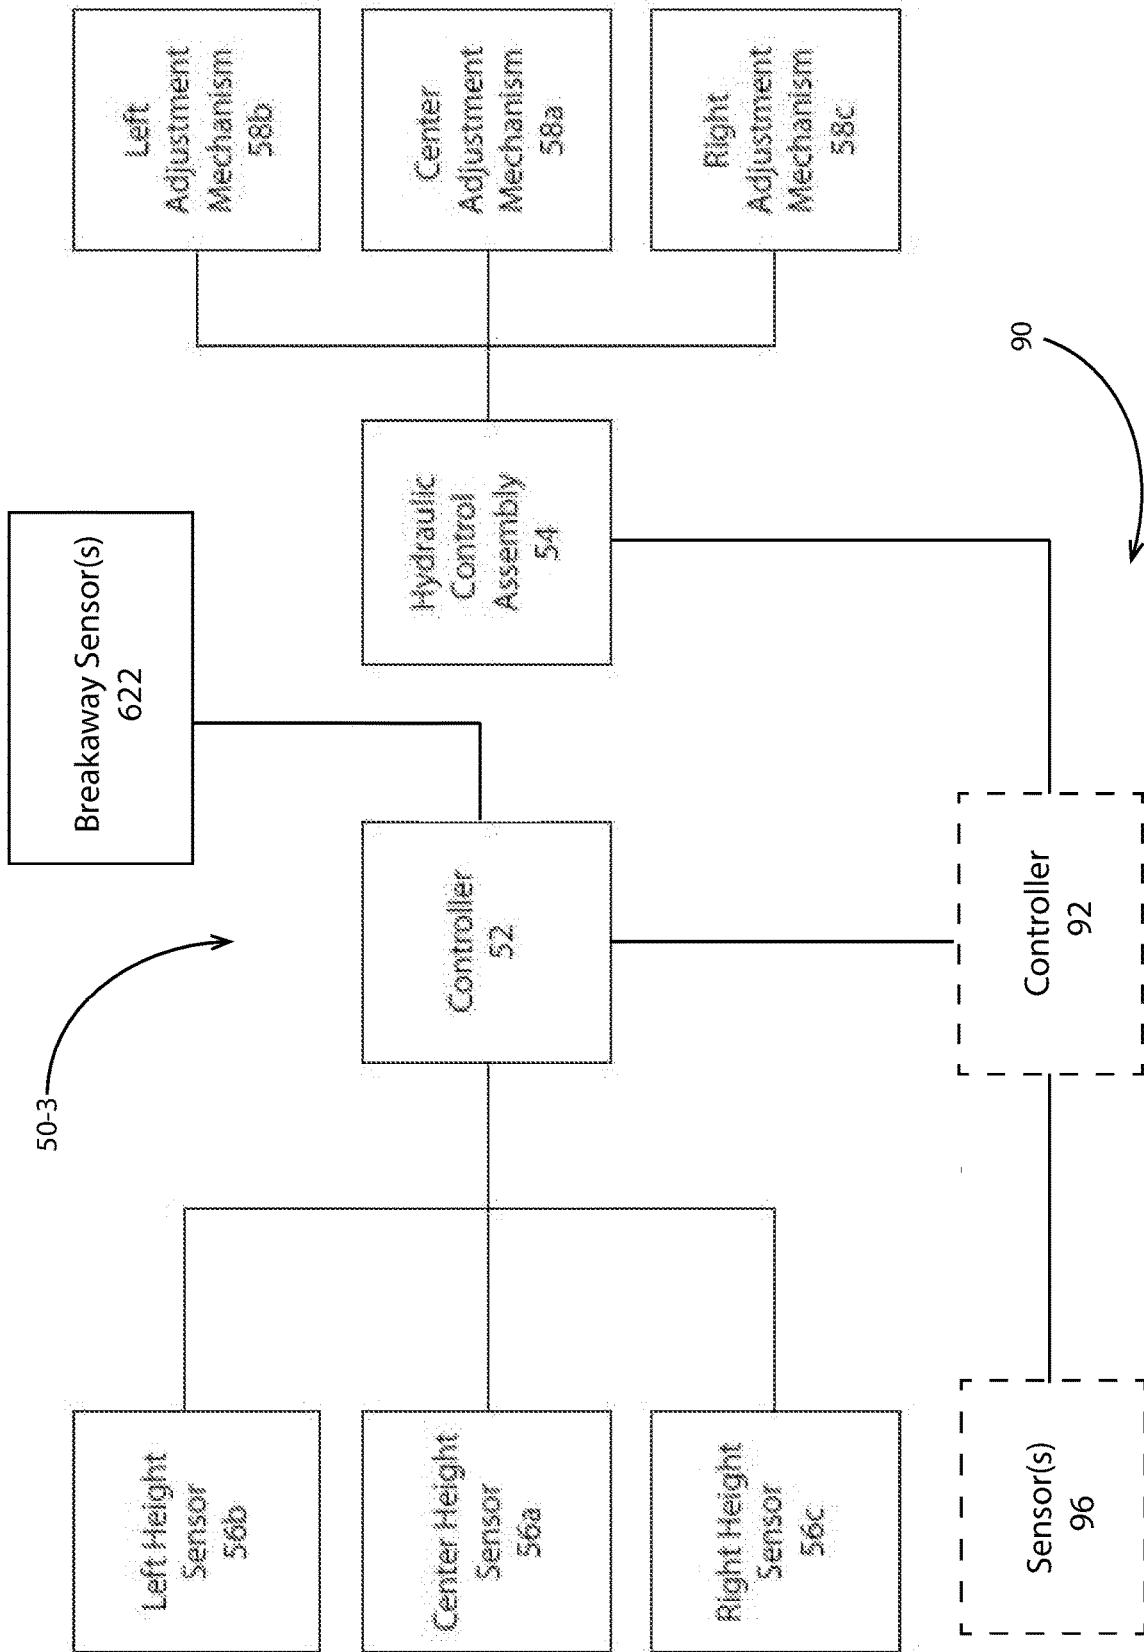 Left Height
Sensor
56b
Center Height
Sensor
56a
Right Height
Sensor
56c
Sensor(s)
96
50-3
Controller
52
Controller
92
Breakaway Sensor(s)
622
Hydraulic
Control
Assembly
54
90
Left
Adjustment
Mechanism
58b
Center
Adjustment
Mechanism
58a
Right
Adjustment
Mechanism
58c